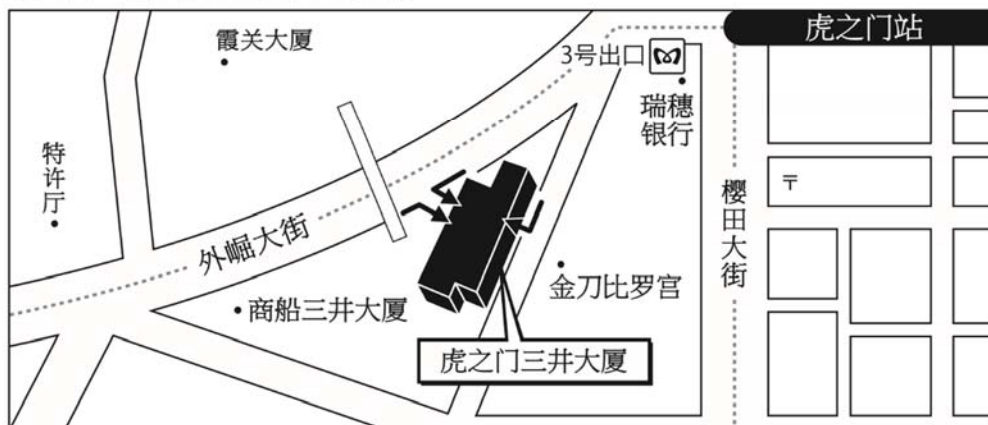 虎之门站
霞关大厦
3号出口
瑞穗
银行
特许厅
〒
樱田大街
外崛大街
金刀比罗宫
商船三井大厦
虎之门三井大厦